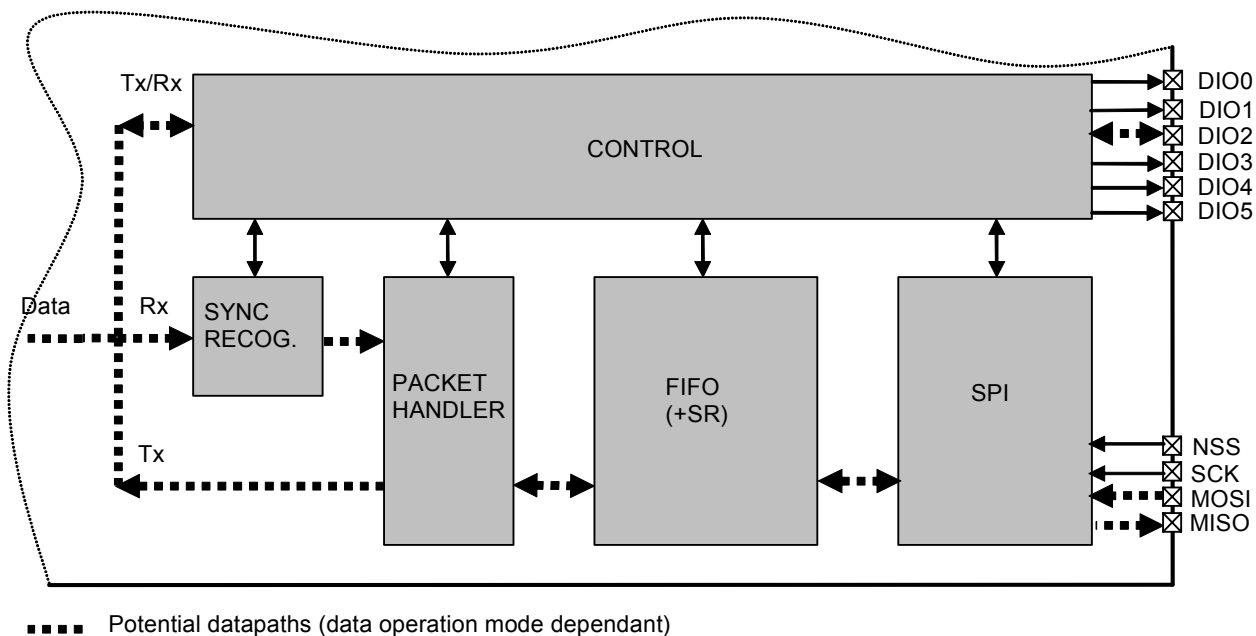 Tx/Rx
CONTROL
DIO0
DIO1
DIO2
DIO3
DIO4
DIO5
Data
Rx
SYNC
RECOG.
PACKET
HANDLER
FIFO
(+SR)
SPI
Tx
NSS
SCK
MOSI
MISO
Potential datapaths (data operation mode dependant)